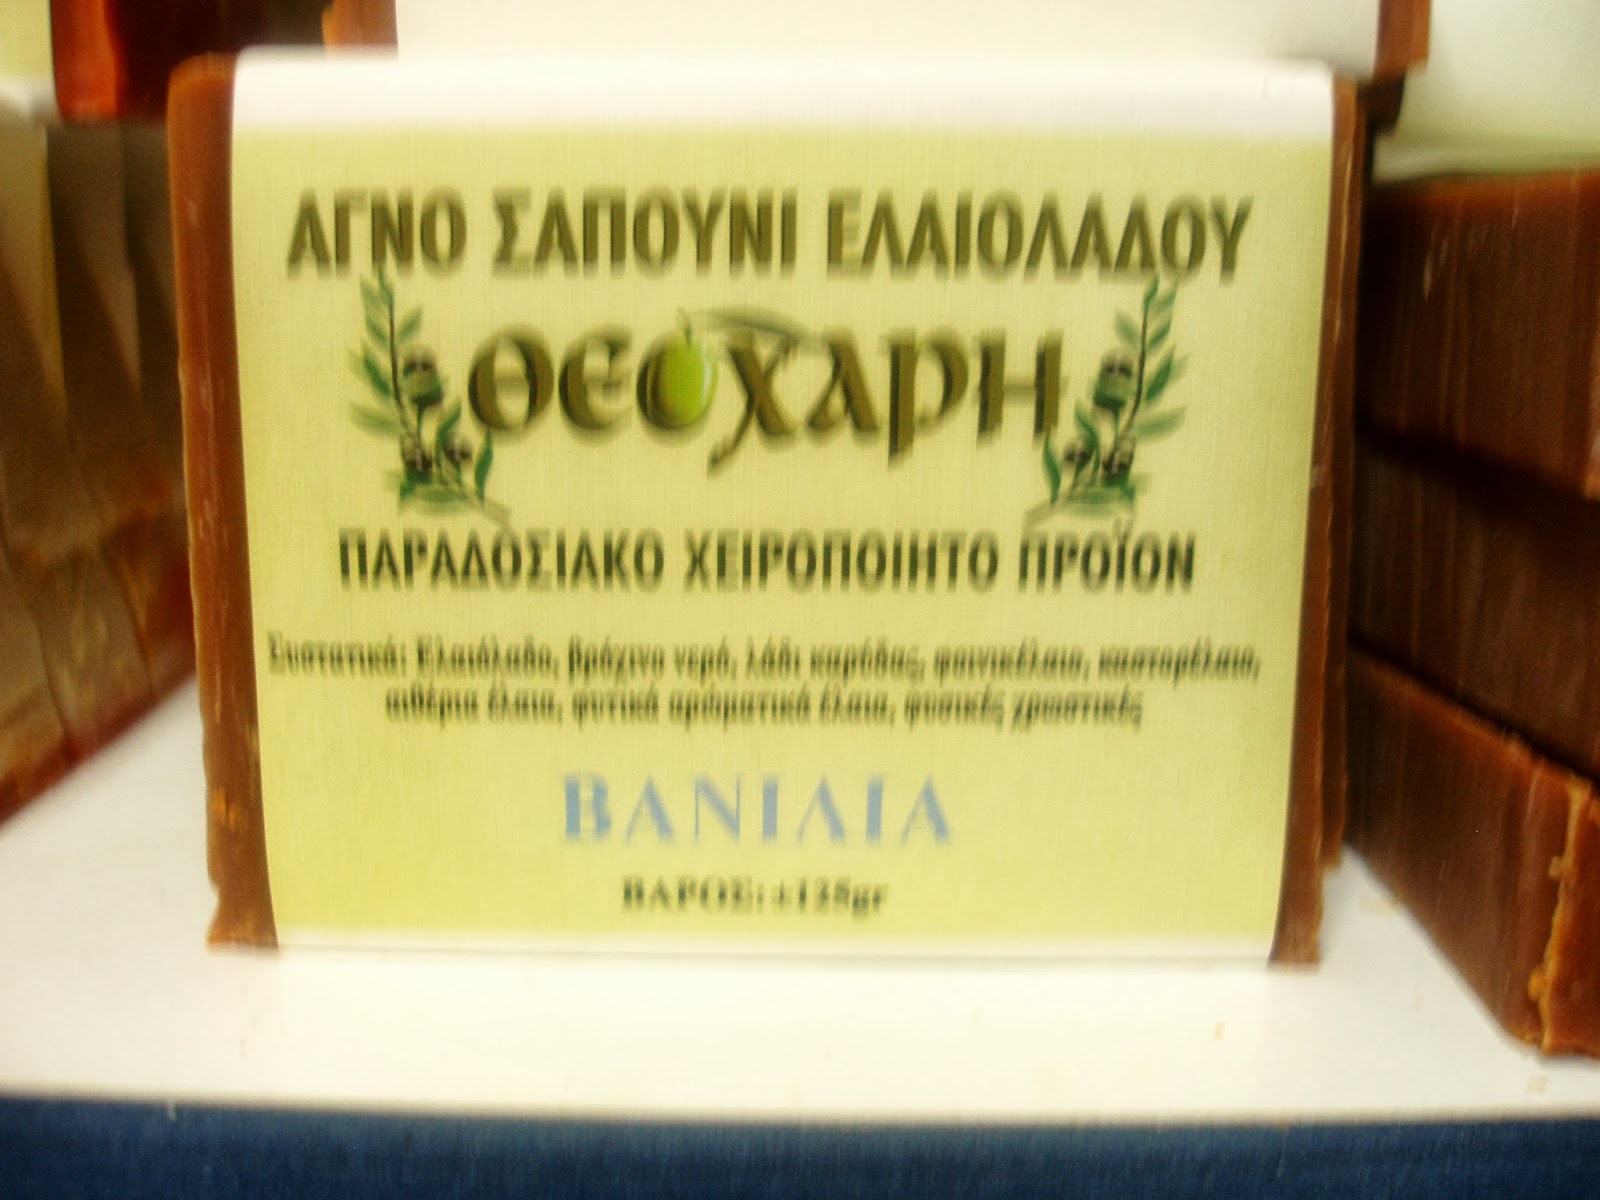 ΑΓΝΟ ΣΑΠΟΥΝΙ ΕΛΑΙΟΛΑΔΟΥ
ΘΕΟΧΑΡΗ
ΠΑΡΑΔΟΣΙΑΚΟ ΧΕΙΡΟΠΟΙΗΤΟ ΠΡΟΪΟΝ
Συστατικά: Ελαιόλαδο, βρόχινο νερό, λάδι καρύδας, φοινικέλαιο, καστορέλαιο,
αιθέρια έλαια, φυτικά αρωματικά έλαια, φυσικές χρωστικές
ΒΑΝΙΛΙΑ
ΒΑΡΟΣ: ±125gr